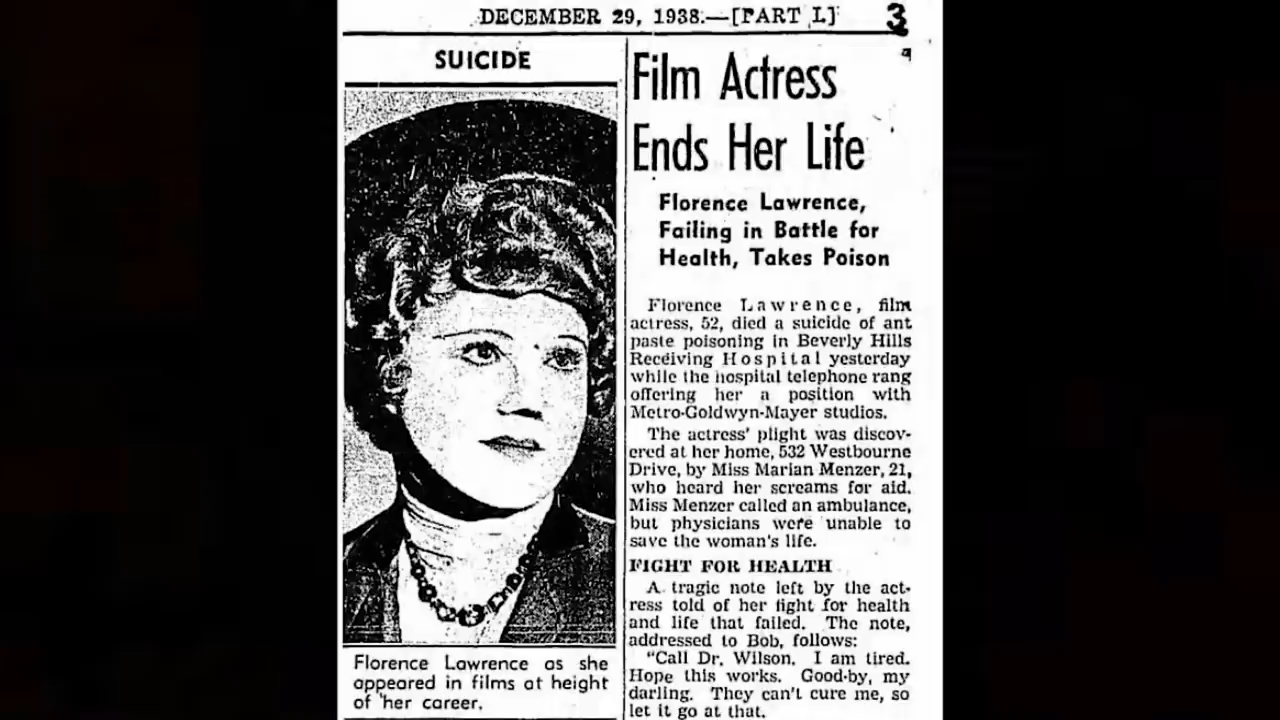 DECEMBER 29, 1938.—[PART I.] 3
SUICIDE
Florence Lawrence as she
appeared in films at height
of her career.
Film Actress
Ends Her Life
Florence Lawrence,
Failing in Battle for
Health, Takes Poison
Florence Lawrence, film
actress, 52, died a suicide of ant
paste poisoning in Beverly Hills
Receiving Hospital yesterday
while the hospital telephone rang
offering her a position with
Metro-Goldwyn-Mayer studios.
The actress' plight was discov-
ered at her home, 532 Westbourne
Drive, by Miss Marian Menzer, 21,
who heard her screams for aid.
Miss Menzer called an ambulance,
but physicians were unable to
save the woman's life.
FIGHT FOR HEALTH
A tragic note left by the act-
ress told of her fight for health
and life that failed. The note,
addressed to Bob, follows:
"Call Dr. Wilson. I am tired.
Hope this works. Good-by, my
darling. They can't cure me, so
let it go at that.